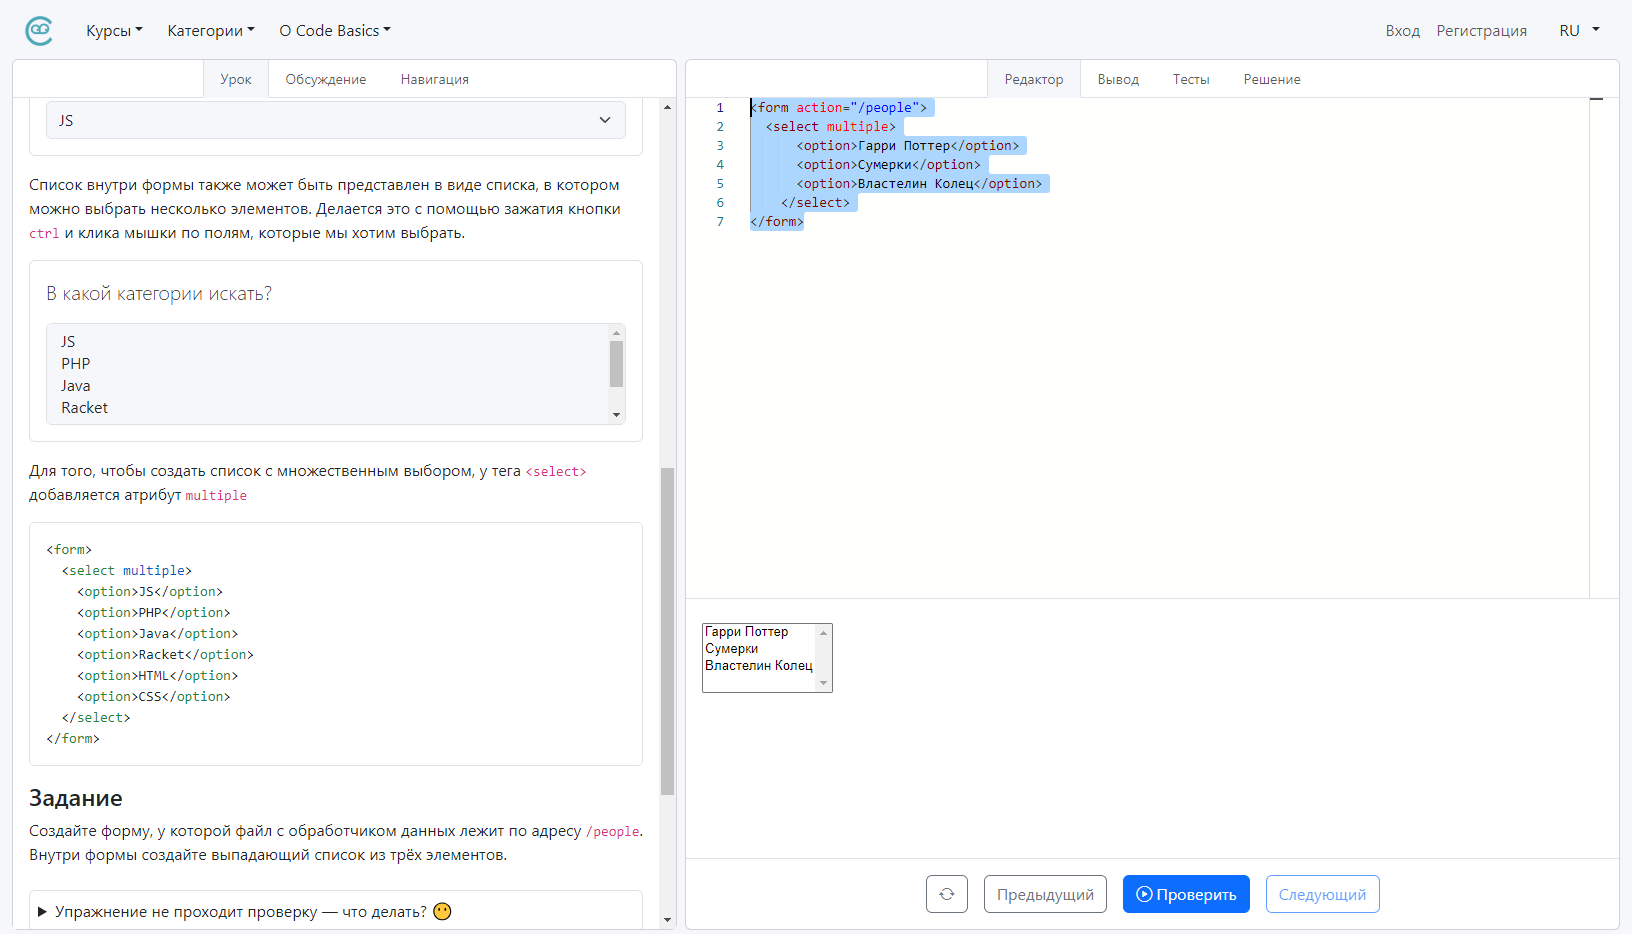 Курсы Категории О Code Basics Вход Регистрация RU
Урок Обсуждение Навигация
JS
Список внутри формы также может быть представлен в виде списка, в котором
можно выбрать несколько элементов. Делается это с помощью зажатия кнопки
ctrl и клика мышки по полям, которые мы хотим выбрать.
В какой категории искать?
JS
PHP
Java
Racket
Для того, чтобы создать список с множественным выбором, у тега <select>
добавляется атрибут multiple
<form>
<select multiple>
<option>JS</option>
<option>PHP</option>
<option>Java</option>
<option>Racket</option>
<option>HTML</option>
<option>CSS</option>
</select>
</form>
Задание
Создайте форму, у которой файл с обработчиком данных лежит по адресу /people.
Внутри формы создайте выпадающий список из трёх элементов.
Упражнение не проходит проверку — что делать? 😶
Редактор Вывод Тесты Решение
1 <form action="/people">
2 <select multiple>
3 <option>Гарри Поттер</option>
4 <option>Сумерки</option>
5 <option>Властелин Колец</option>
6 </select>
7 </form>
Гарри Поттер
Сумерки
Властелин Колец
Предыдущий Проверить Следующий